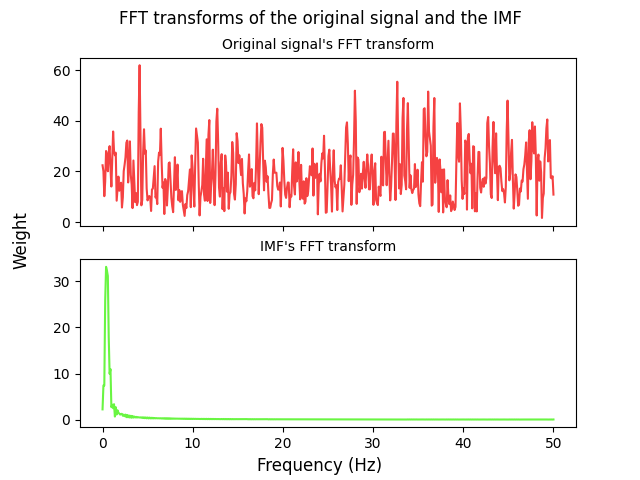 FFT transforms of the original signal and the IMF
Original signal's FFT transform
60
40
20
0
Weight
IMF's FFT transform
30
20
10
0
0 10 20 30 40 50
Frequency (Hz)